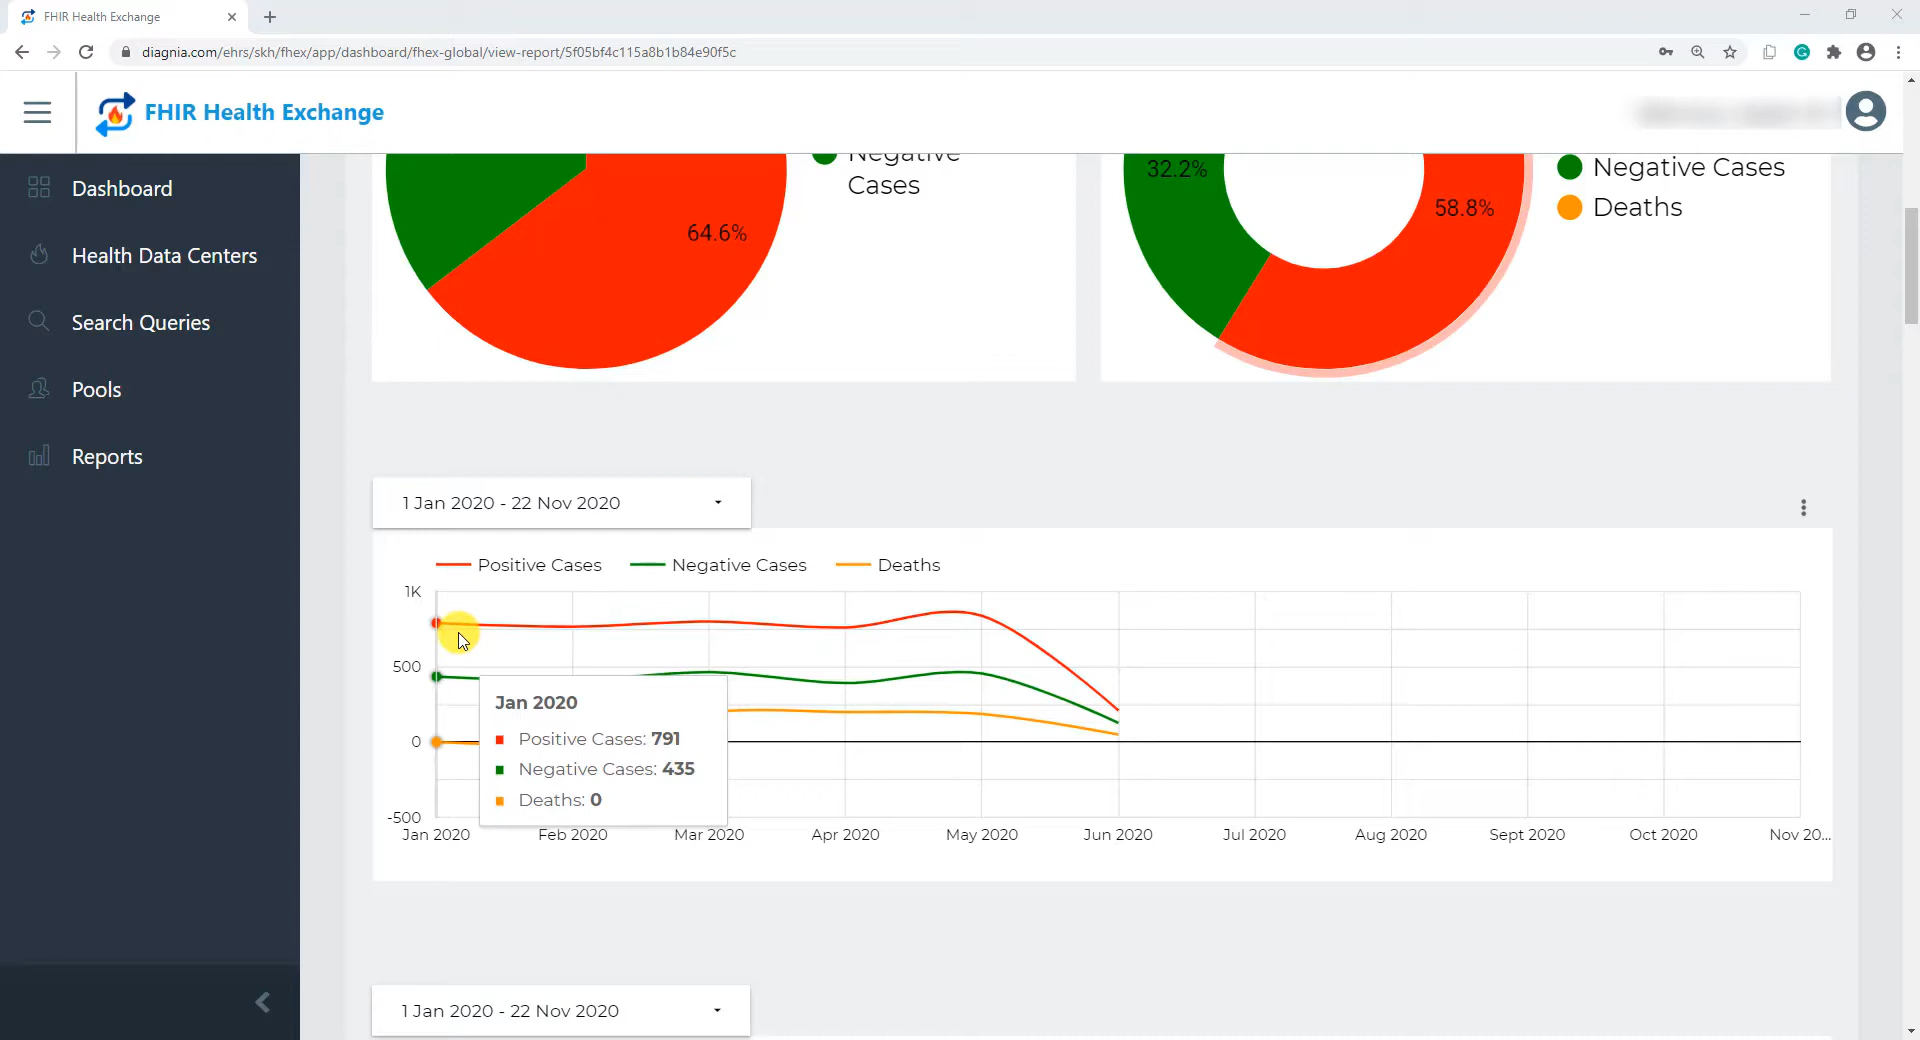 FHIR Health Exchange
diagnia.com/ehrs/skh/fhex/app/dashboard/fhex-global/view-report/5f05bf4c115a8b1b84e90f5c
FHIR Health Exchange
Dashboard
Health Data Centers
Search Queries
Pools
Reports
Negative
Cases
64.6%
32.2%
58.8%
Negative Cases
Deaths
1 Jan 2020 - 22 Nov 2020
Positive Cases
Negative Cases
Deaths
1K
500
0
-500
Jan 2020
Positive Cases: 791
Negative Cases: 435
Deaths: 0
Jan 2020
Feb 2020
Mar 2020
Apr 2020
May 2020
Jun 2020
Jul 2020
Aug 2020
Sept 2020
Oct 2020
Nov 20...
1 Jan 2020 - 22 Nov 2020